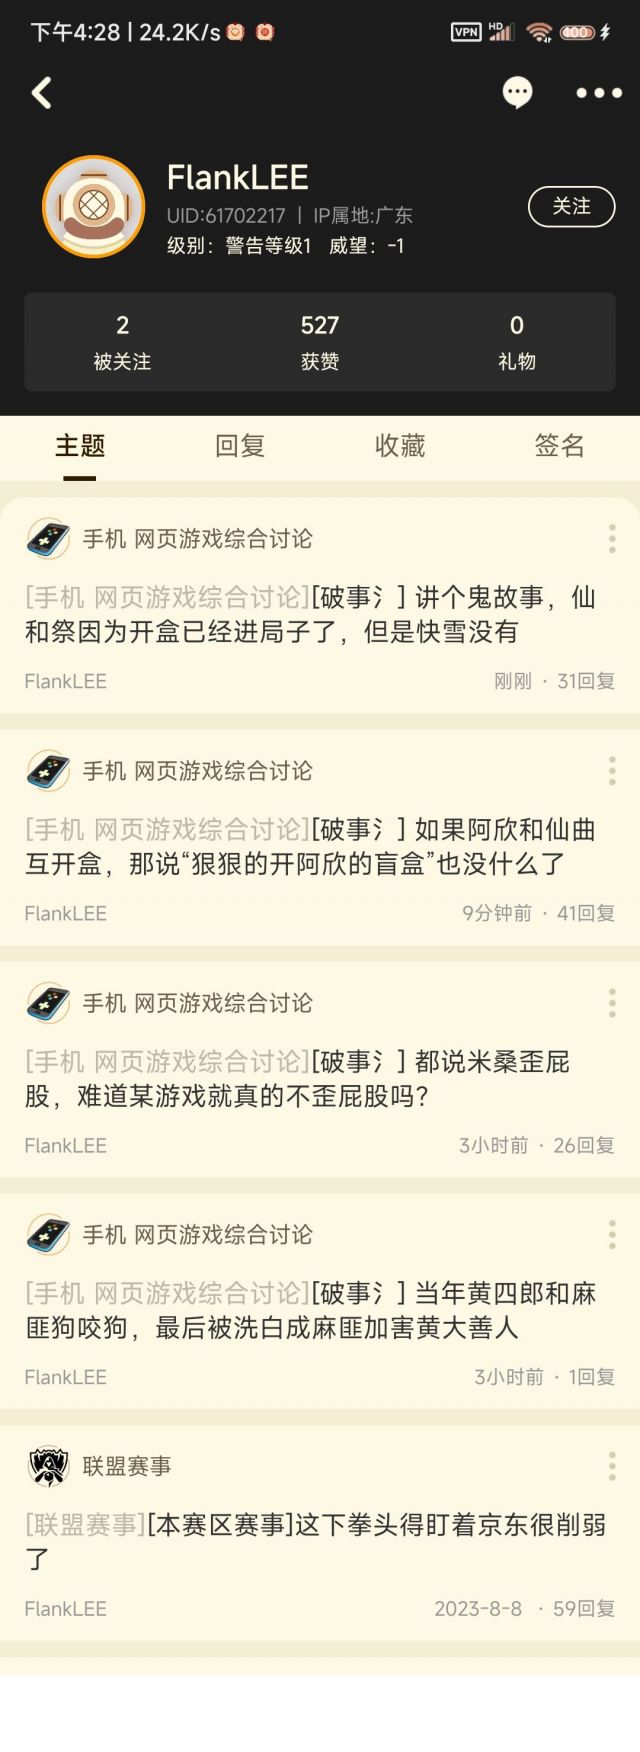 下午4:28 | 24.2K/s
VPN HD 100
FlankLEE
UID:61702217 | IP属地:广东
关注
级别：警告等级1 威望：-1
2 527 0
被关注 获赞 礼物
主题 回复 收藏 签名
手机 网页游戏综合讨论
[手机 网页游戏综合讨论][破事氵] 讲个鬼故事，仙
和祭因为开盒已经进局子了，但是快雪没有
FlankLEE 刚刚 · 31回复
手机 网页游戏综合讨论
[手机 网页游戏综合讨论][破事氵] 如果阿欣和仙曲
互开盒，那说“狠狠的开阿欣的盲盒”也没什么了
FlankLEE 9分钟前 · 41回复
手机 网页游戏综合讨论
[手机 网页游戏综合讨论][破事氵] 都说米桑歪屁
股，难道某游戏就真的不歪屁股吗？
FlankLEE 3小时前 · 26回复
手机 网页游戏综合讨论
[手机 网页游戏综合讨论][破事氵] 当年黄四郎和麻
匪狗咬狗，最后被洗白成麻匪加害黄大善人
FlankLEE 3小时前 · 1回复
联盟赛事
[联盟赛事][本赛区赛事]这下拳头得盯着京东很削弱
了
FlankLEE 2023-8-8 · 59回复